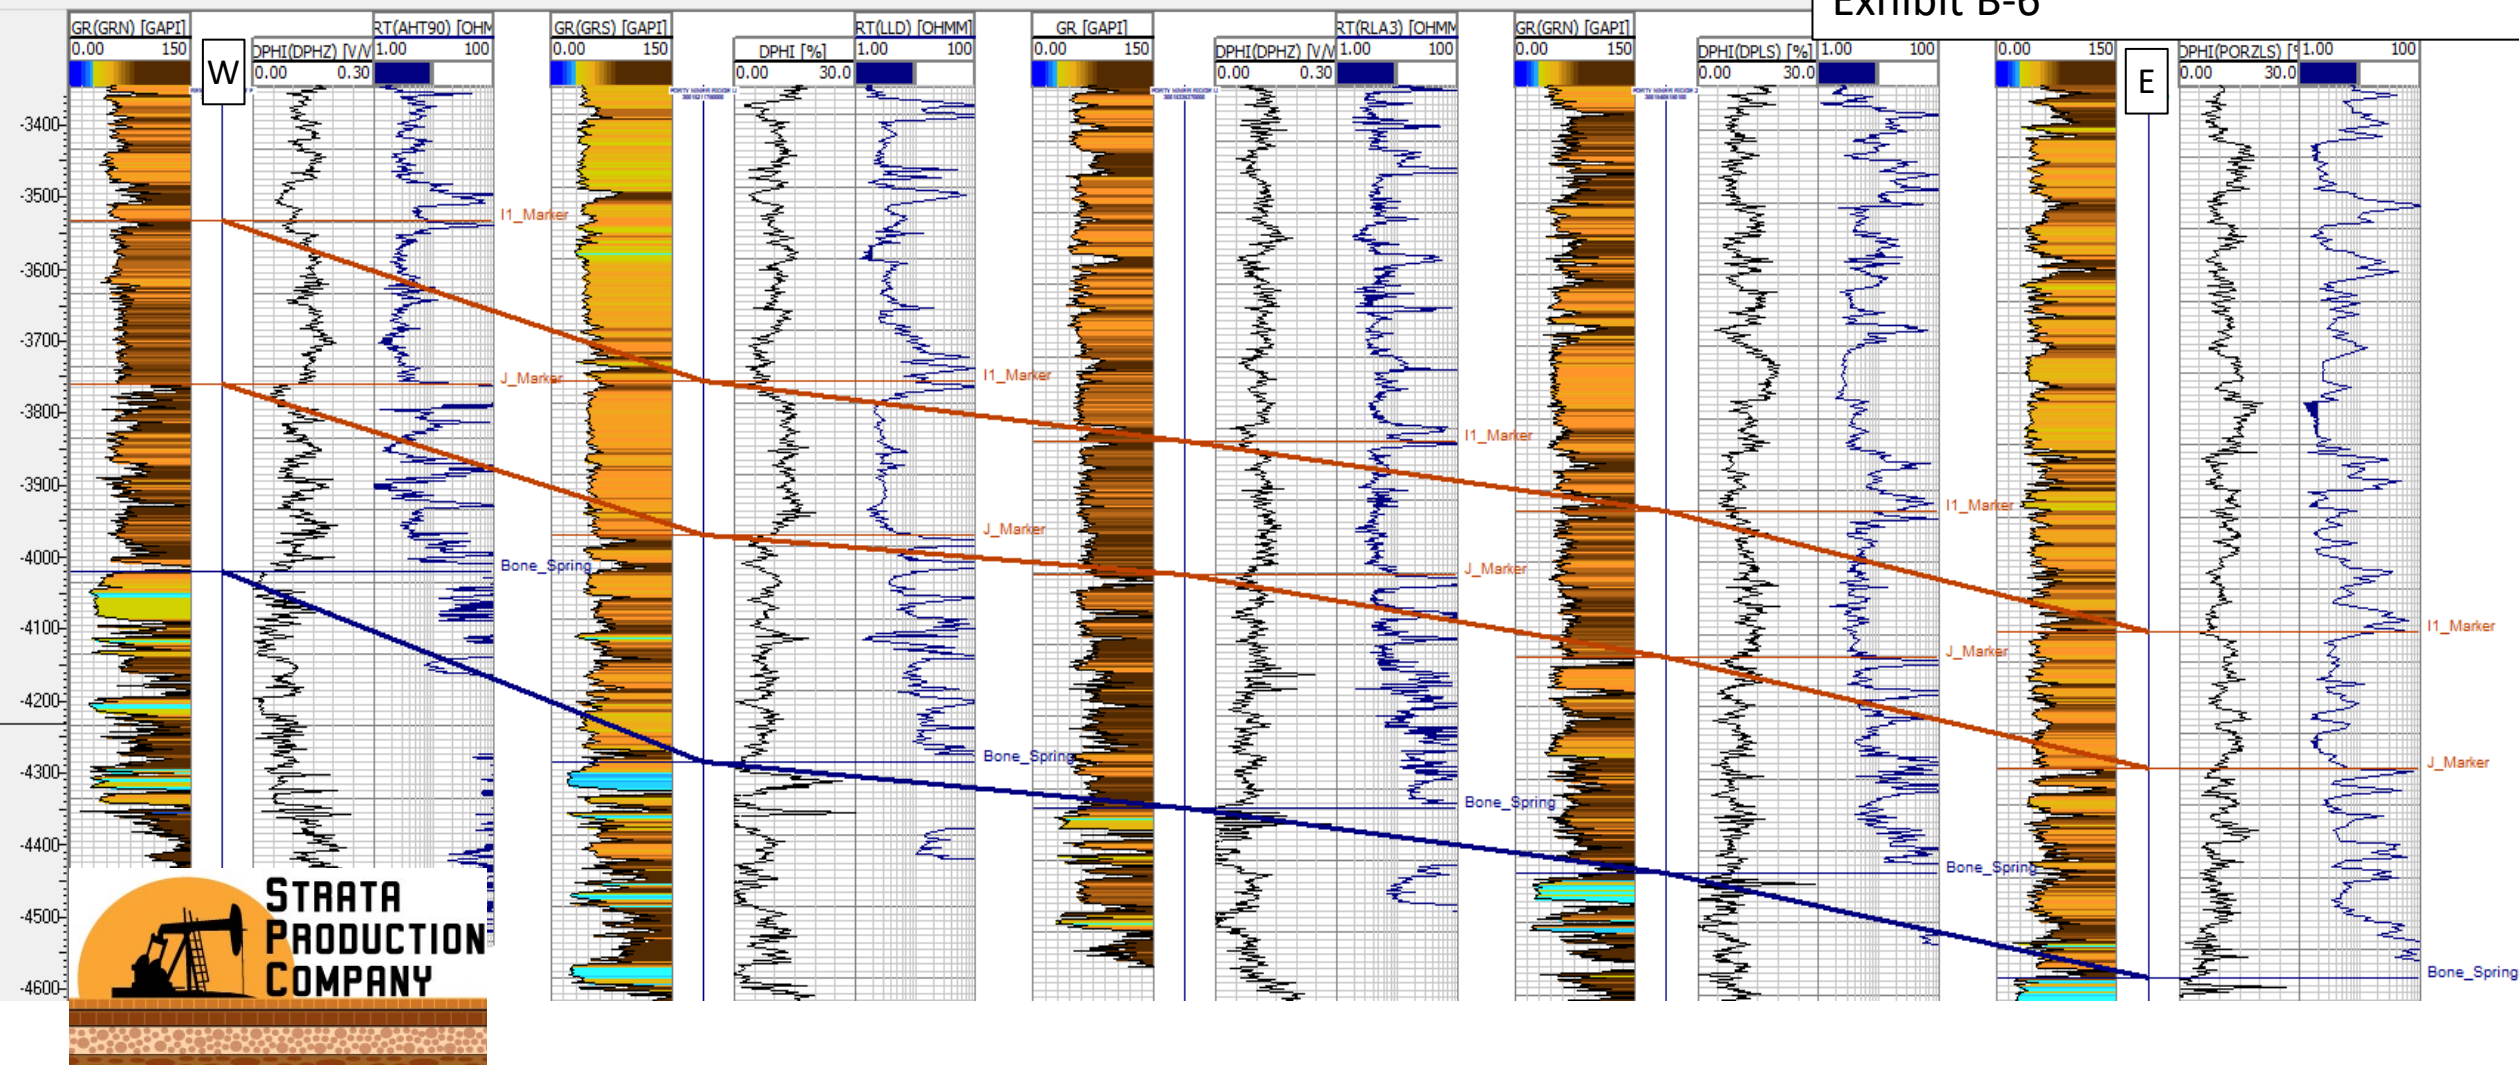 Exhibit B-6
GR(GRN) [GAPI]
RT(AHT90) [OHM
GR(GRS) [GAPI]
RT(LLD) [OHMM]
GR [GAPI]
RT(RLA3) [OHMM
GR(GRN) [GAPI]
0.00 150
DPHI(DPHZ) [V/V
1.00 100
0.00 150
DPHI [%]
1.00 100
0.00 150
DPHI(DPHZ) [V/V
1.00 100
0.00 150
DPHI(DPLS) [%]
1.00 100
0.00 150
DPHI(PORZLS) [%
1.00 100
W
0.00 0.30
0.00 30.0
0.00 0.30
0.00 30.0
E
0.00 30.0
-3400
-3500
I1_Marker
-3600
-3700
J_Marker
I1_Marker
-3800
I1_Marker
-3900
I1_Marker
J_Marker
-4000
Bone_Spring
J_Marker
-4100
I1_Marker
J_Marker
-4200
Bone_Spring
J_Marker
-4300
Bone_Spring
-4400
Bone_Spring
-4500
Bone_Spring
-4600
STRATA
PRODUCTION
COMPANY